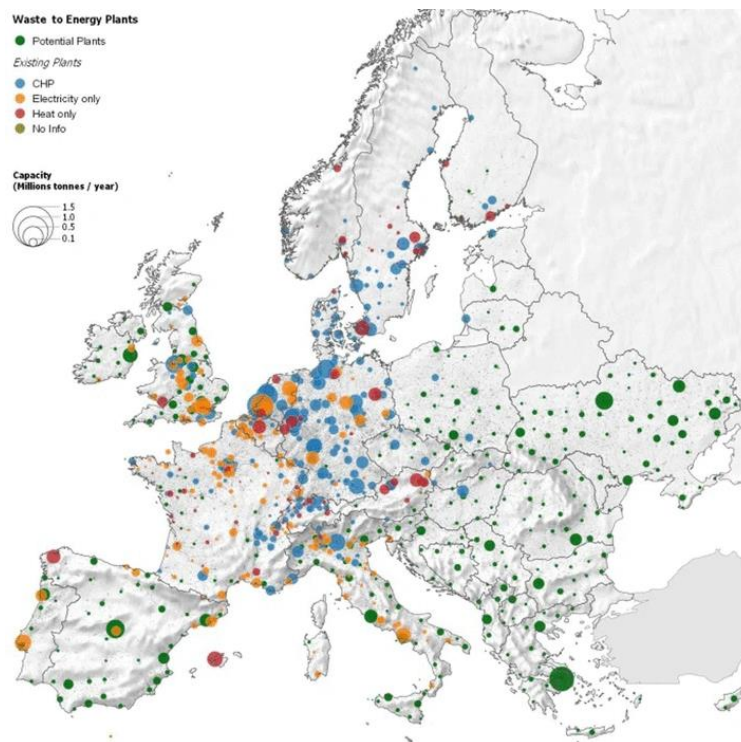 Waste to Energy Plants
Potential Plants
Existing Plants
CHP
Electricity only
Heat only
No Info
Capacity
(Millions tonnes / year)
1.5
1.0
0.5
0.1